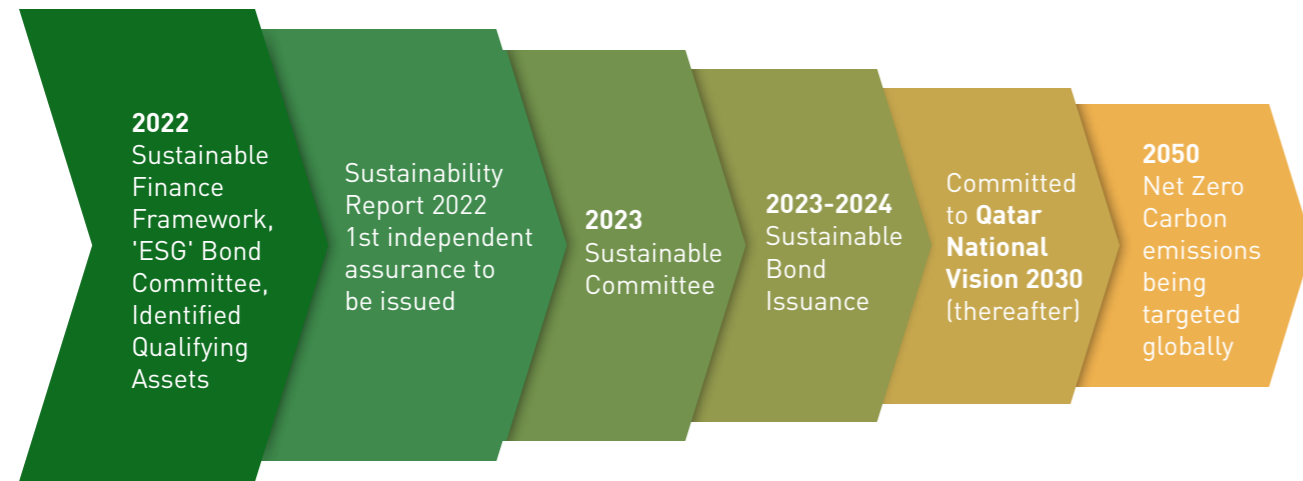 2022
Sustainable
Finance
Framework,
'ESG' Bond
Committee,
Identified
Qualifying
Assets
Sustainability
Report 2022
1st independent
assurance to
be issued
2023
Sustainable
Committee
2023-2024
Sustainable
Bond
Issuance
Committed
to Qatar
National
Vision 2030
(thereafter)
2050
Net Zero
Carbon
emissions
being
targeted
globally